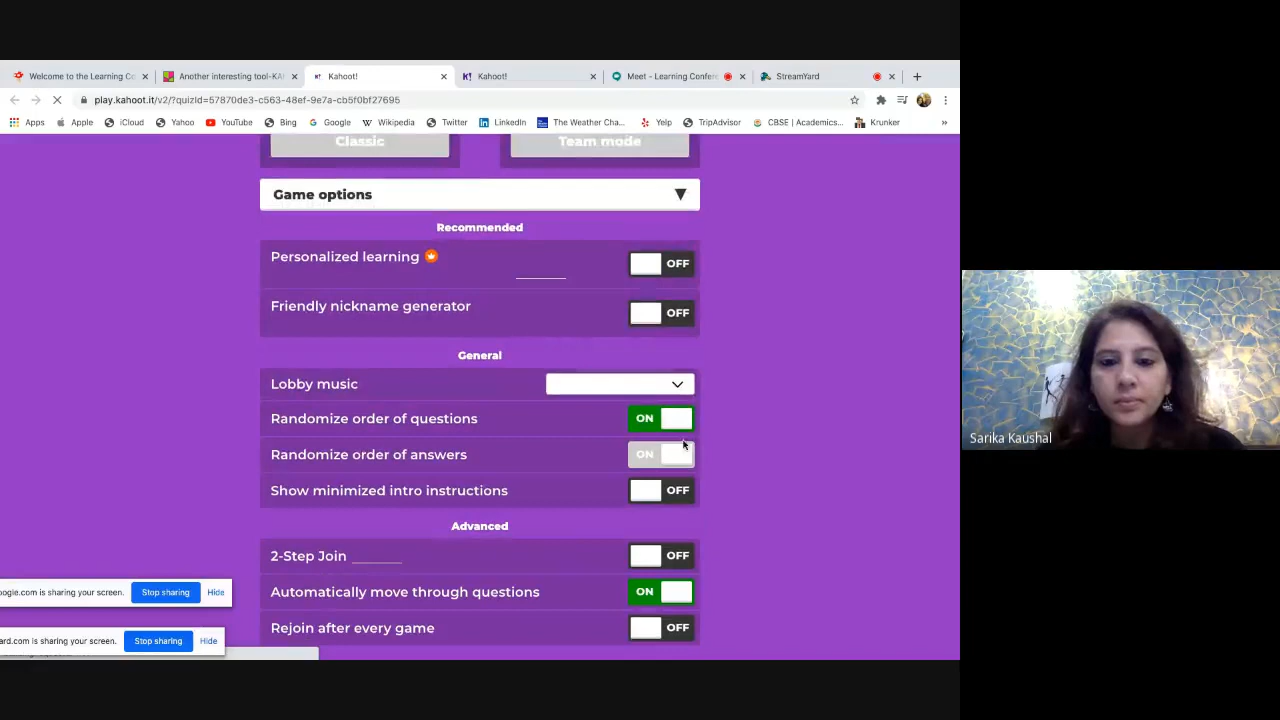 Welcome to the Learning Co
Another interesting tool-KA
Kahoot!
Kahoot!
Meet - Learning Confere
StreamYard
play.kahoot.it/v2/?quizId=57870de3-c563-48ef-9e7a-cb5f0bf27695
Apps Apple iCloud Yahoo YouTube Bing Google Wikipedia Twitter LinkedIn The Weather Cha... Yelp TripAdvisor CBSE | Academics... Krunker »
Classic Team mode
Game options
Recommended
Personalized learning OFF
Friendly nickname generator OFF
General
Lobby music
Randomize order of questions ON
Randomize order of answers ON
Show minimized intro instructions OFF
Advanced
2-Step Join OFF
Automatically move through questions ON
Rejoin after every game OFF
ogle.com is sharing your screen. Stop sharing Hide
ard.com is sharing your screen. Stop sharing Hide
Sarika Kaushal